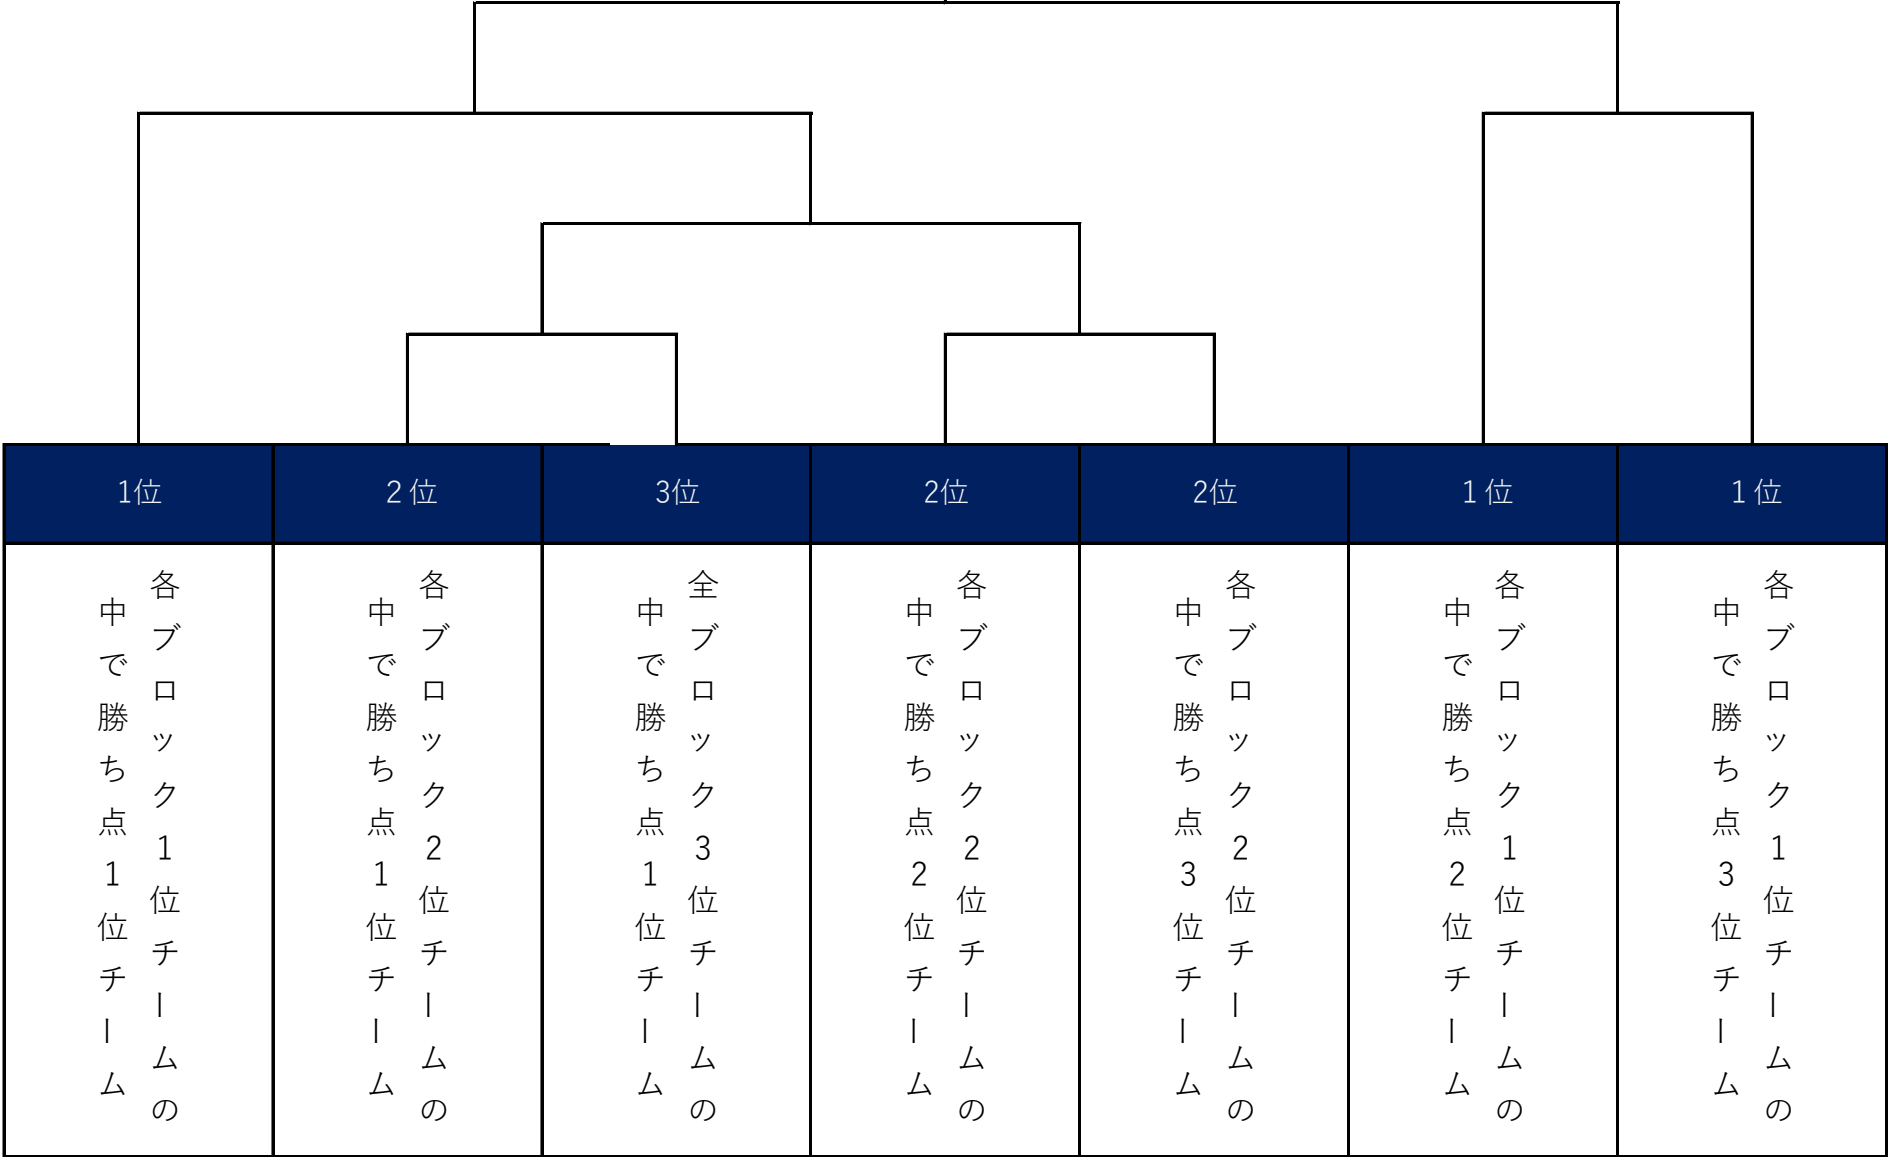 1位
２位
3位
2位
2位
１位
１位
各ブロック1位チームの
中で勝ち点1位チーム
各ブロック2位チームの
中で勝ち点1位チーム
全ブロック3位チームの
中で勝ち点1位チーム
各ブロック2位チームの
中で勝ち点2位チーム
各ブロック2位チームの
中で勝ち点3位チーム
各ブロック1位チームの
中で勝ち点2位チーム
各ブロック1位チームの
中で勝ち点3位チーム